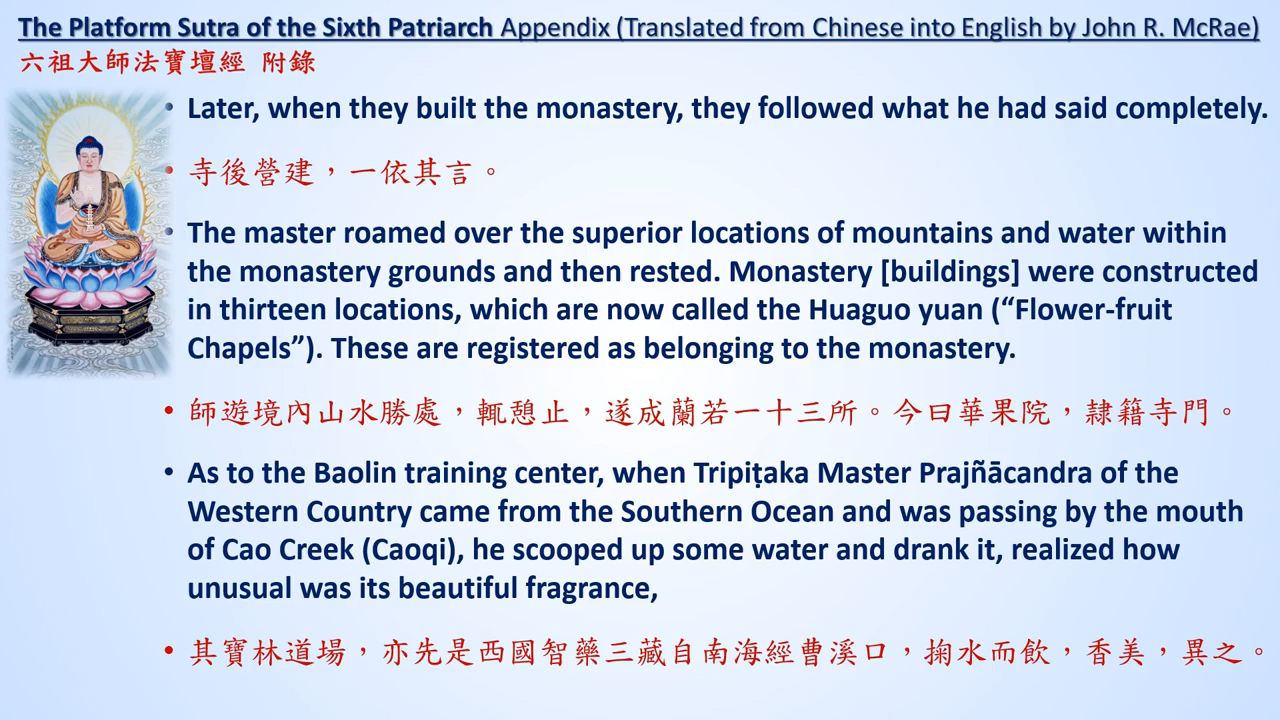 The Platform Sutra of the Sixth Patriarch Appendix (Translated from Chinese into English by John R. McRae)
六祖大師法寶壇經 附錄
• Later, when they built the monastery, they followed what he had said completely.
• 寺後營建，一依其言。
• The master roamed over the superior locations of mountains and water within
the monastery grounds and then rested. Monastery [buildings] were constructed
in thirteen locations, which are now called the Huaguo yuan (“Flower-fruit
Chapels”). These are registered as belonging to the monastery.
• 師遊境內山水勝處，輒憩止，遂成蘭若一十三所。今曰華果院，隸籍寺門。
• As to the Baolin training center, when Tripiṭaka Master Prajñācandra of the
Western Country came from the Southern Ocean and was passing by the mouth
of Cao Creek (Caoqi), he scooped up some water and drank it, realized how
unusual was its beautiful fragrance,
• 其寶林道場，亦先是西國智藥三藏自南海經曹溪口，掬水而飲，香美，異之。